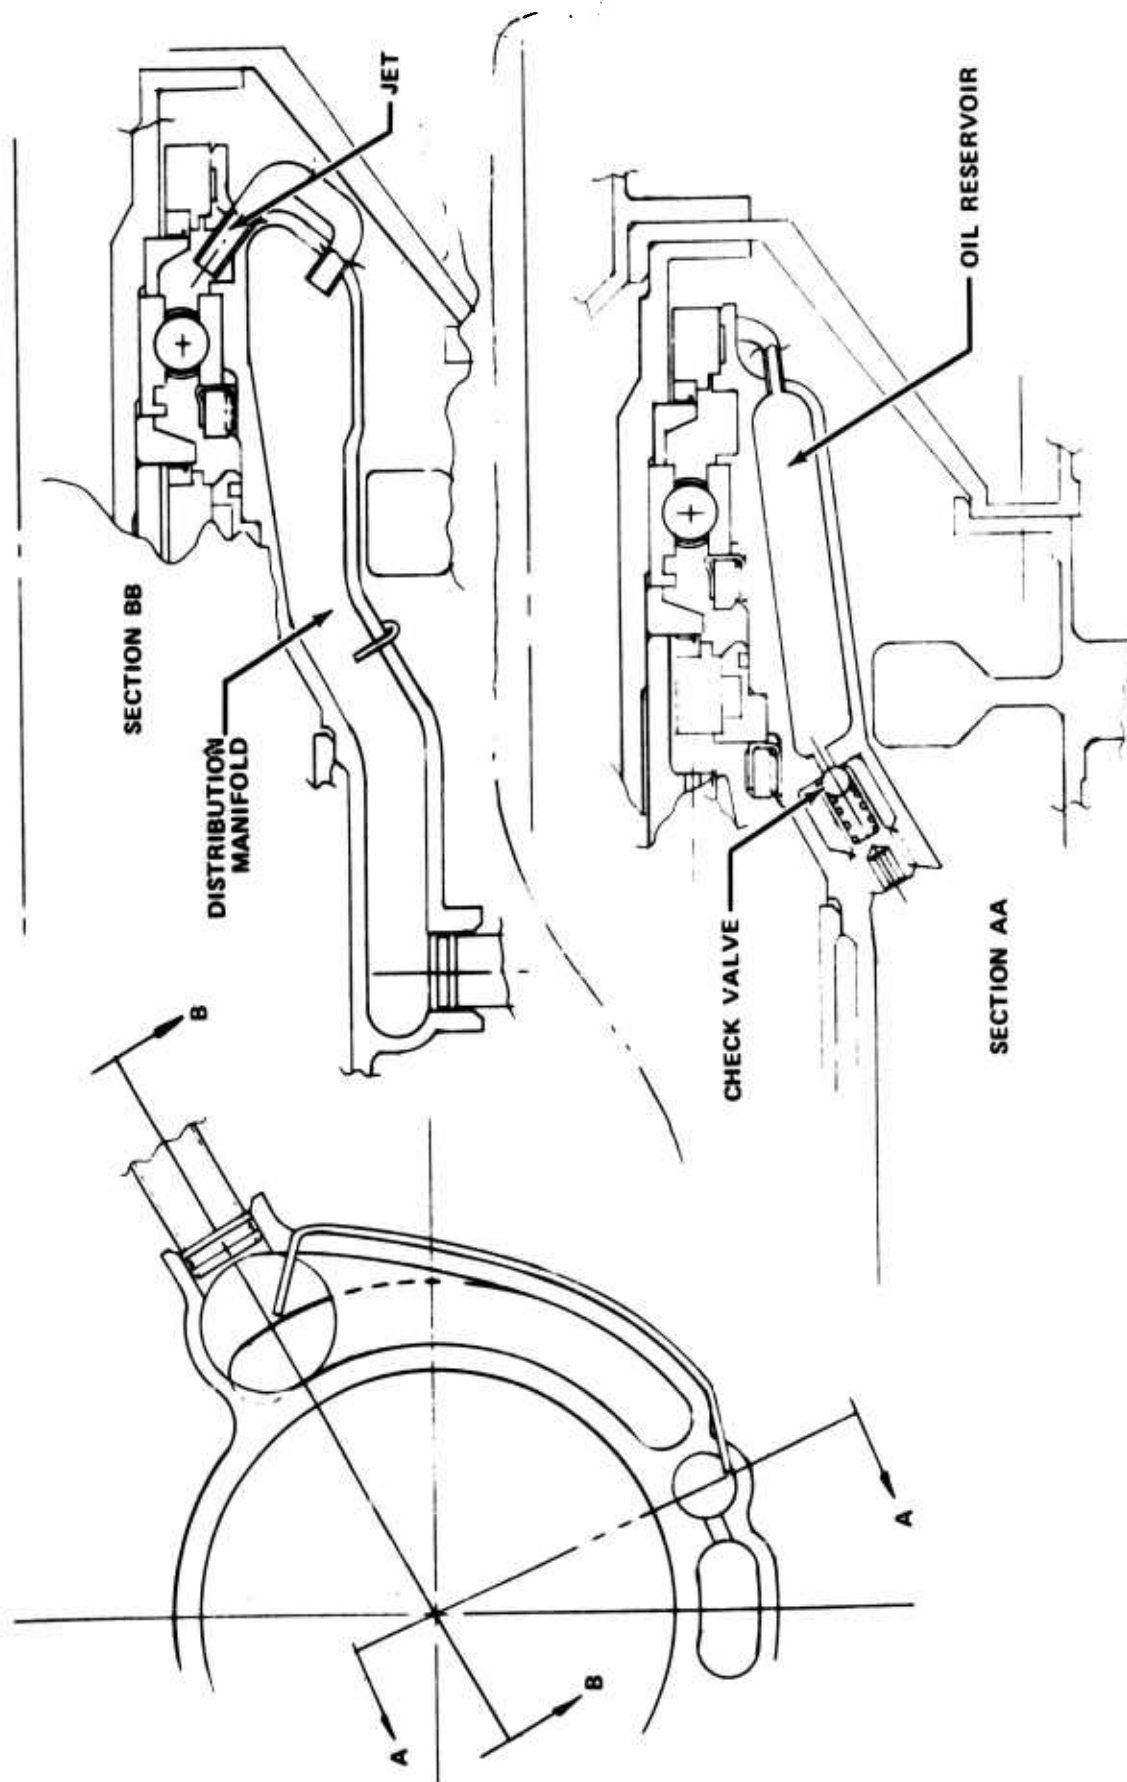 SECTION BB
JET
DISTRIBUTION
MANIFOLD
B
B
A
A
CHECK VALVE
OIL RESERVOIR
SECTION AA